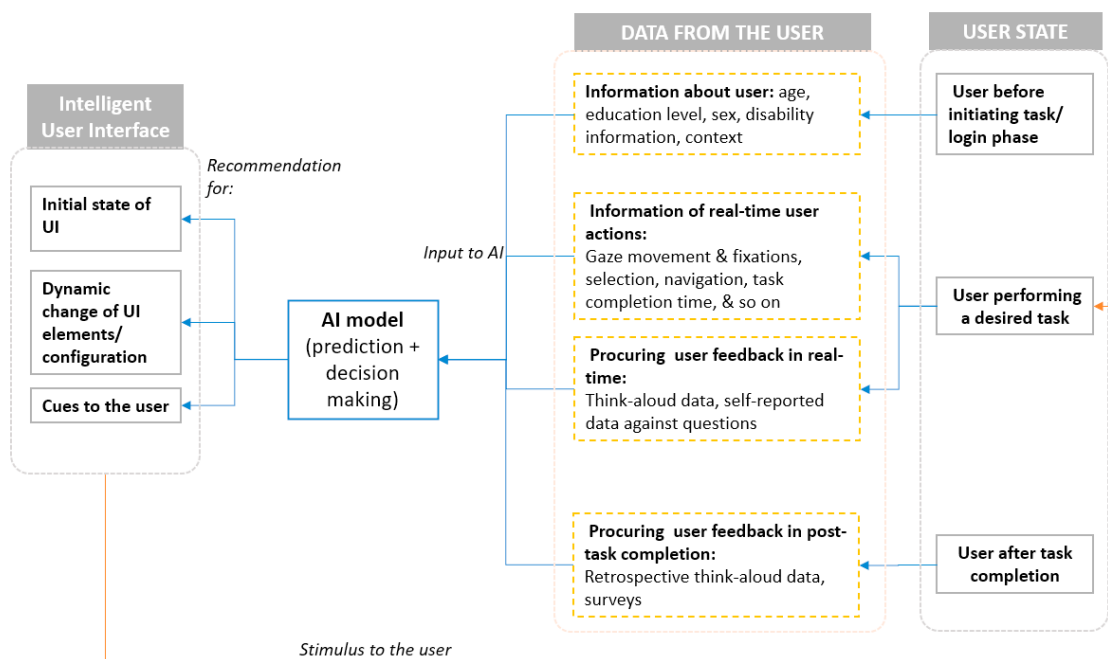 DATA FROM THE USER
USER STATE
Intelligent
User Interface
Recommendation
for:
Initial state of
UI
Dynamic
change of UI
elements/
configuration
Cues to the user
AI model
(prediction +
decision
making)
Input to AI
Information about user: age,
education level, sex, disability
information, context
Information of real-time user
actions:
Gaze movement & fixations,
selection, navigation, task
completion time, & so on
Procuring user feedback in real-
time:
Think-aloud data, self-reported
data against questions
Procuring user feedback in post-
task completion:
Retrospective think-aloud data,
surveys
User before
initiating task/
login phase
User performing
a desired task
User after task
completion
Stimulus to the user